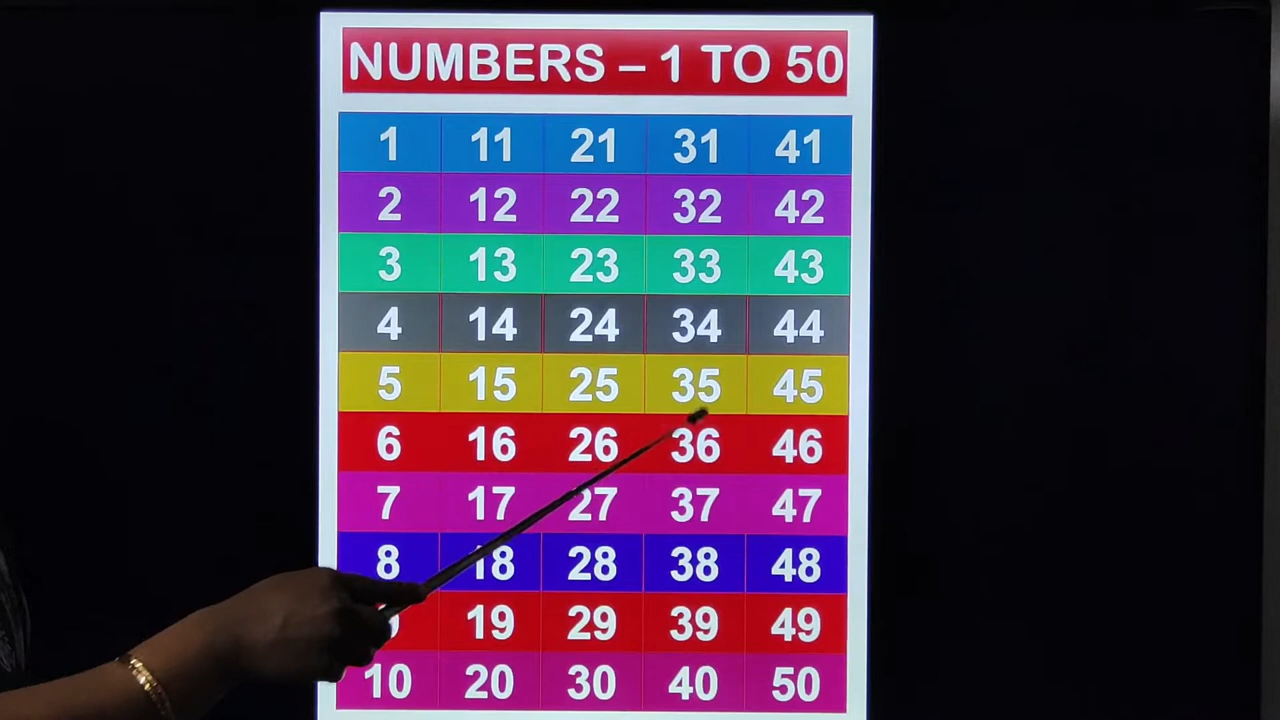 NUMBERS – 1 TO 50
1 11 21 31 41
2 12 22 32 42
3 13 23 33 43
4 14 24 34 44
5 15 25 35 45
6 16 26 36 46
7 17 27 37 47
8 18 28 38 48
19 29 39 49
10 20 30 40 50